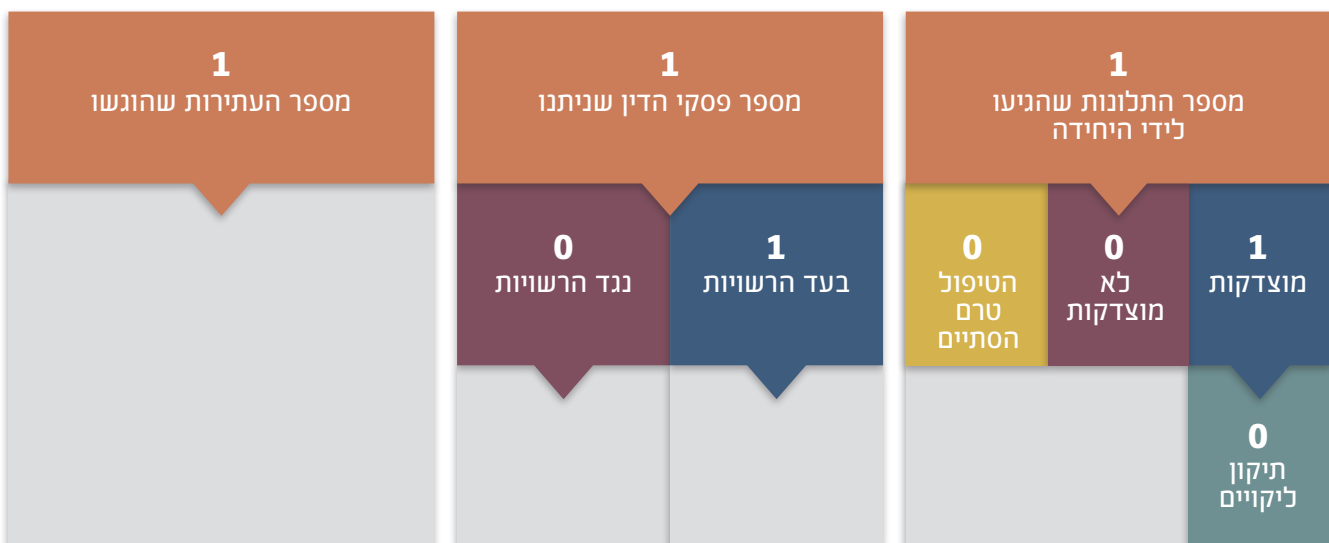 1
מספר התלונות שהגיעו
לידי היחידה
1
מוצדקות
0
לא
מוצדקות
0
הטיפול
טרם
הסתיים
0
תיקון
ליקויים
1
מספר פסקי הדין שניתנו
1
בעד הרשויות
0
נגד הרשויות
1
מספר העתירות שהוגשו